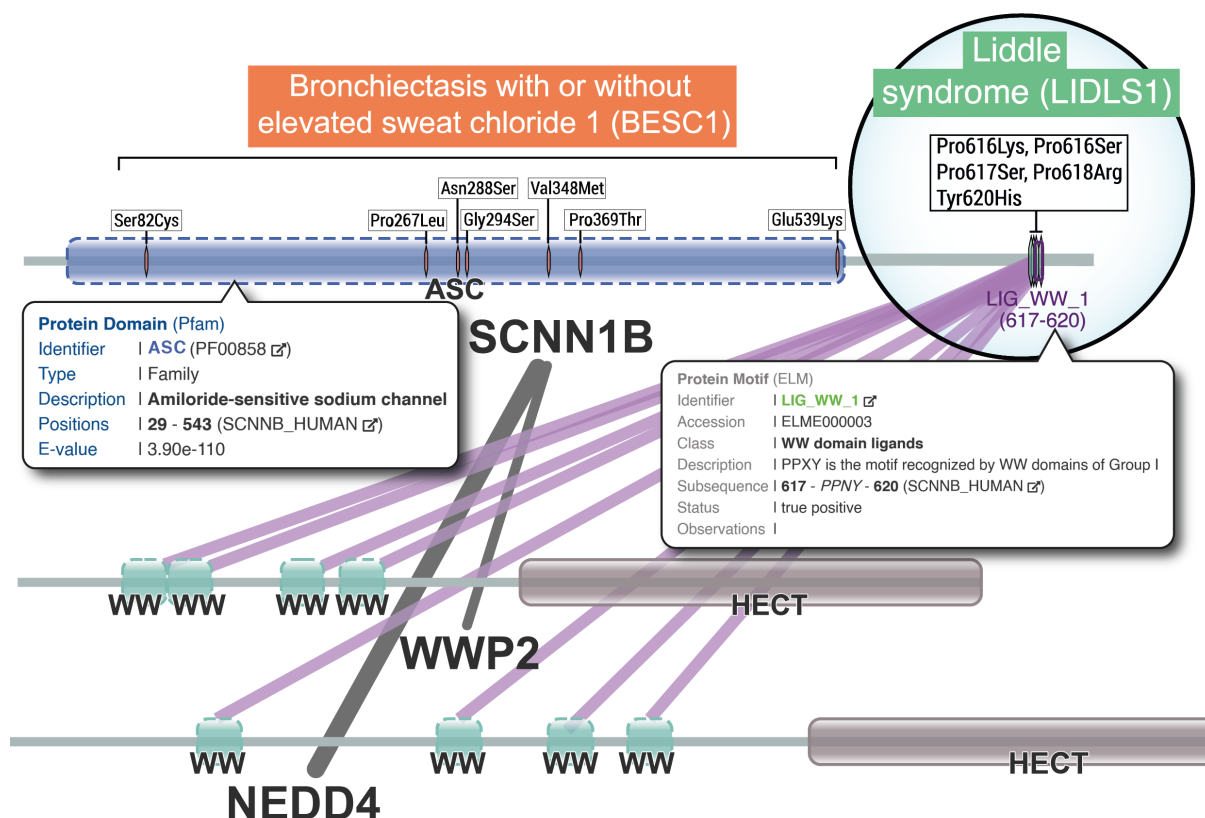 Liddle
syndrome (LIDLS1)
Bronchiectasis with or without
elevated sweat chloride 1 (BESC1)
Pro616Lys, Pro616Ser
Pro617Ser, Pro618Arg
Tyr620His
Asn288Ser
Val348Met
Ser82Cys
Pro267Leu
Gly294Ser
Pro369Thr
Glu539Lys
ASC
LIG_WW_1
(617-620)
SCNN1B
Protein Domain (Pfam)
Identifier | ASC (PF00858)
Type | Family
Description | Amiloride-sensitive sodium channel
Positions | 29 - 543 (SCNNB_HUMAN)
E-value | 3.90e-110
Protein Motif (ELM)
Identifier | LIG_WW_1
Accession | ELME000003
Class | WW domain ligands
Description | PPXY is the motif recognized by WW domains of Group I
Subsequence | 617 - PPNY - 620 (SCNNB_HUMAN)
Status | true positive
Observations |
WW WW WW WW HECT
WWP2
WW WW WW WW HECT
NEDD4